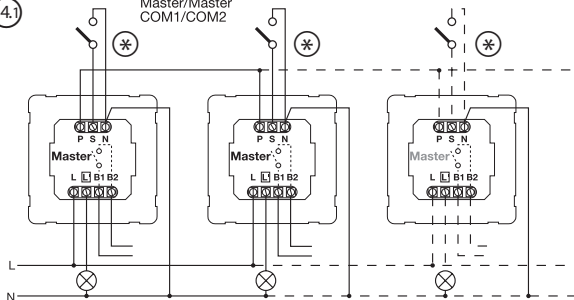 4.1
Master/Master
COM1/COM2
* * *
P S N P S N P S N
Master Master Master
L L' B1 B2 L L' B1 B2 L L' B1 B2
L
N